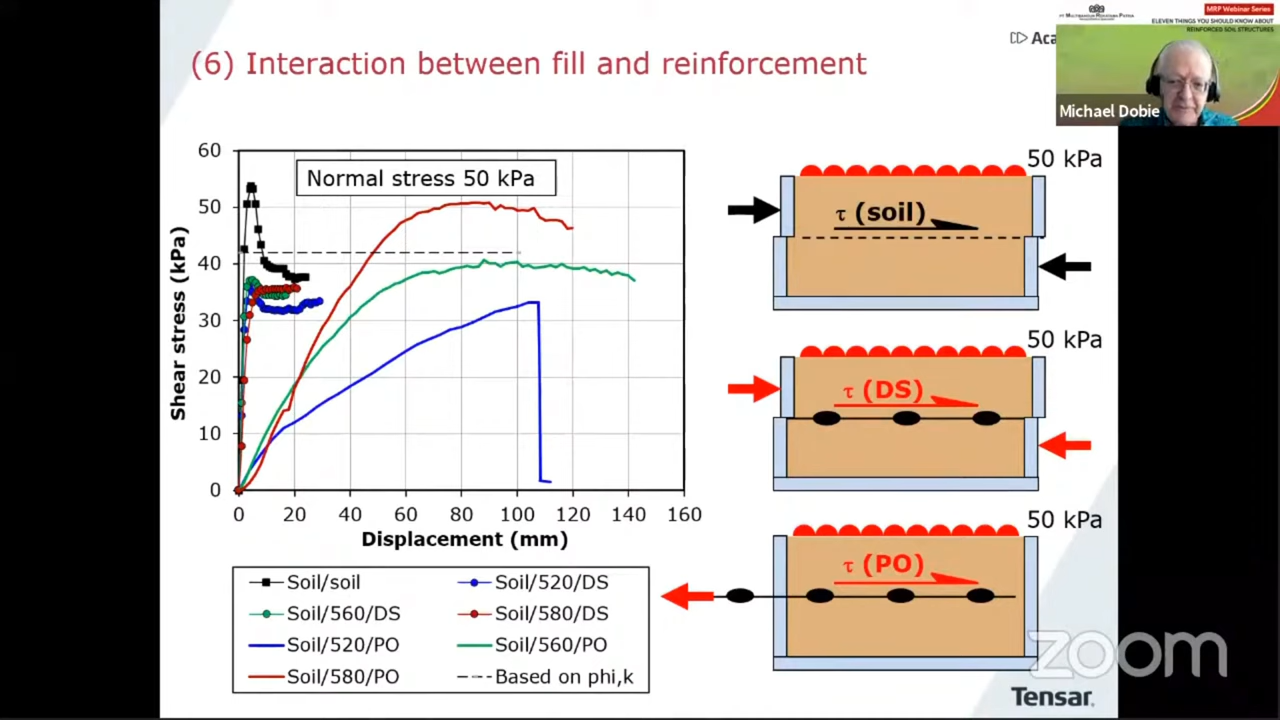 MRP Webinar Series
ELEVEN THINGS YOU SHOULD KNOW ABOUT
REINFORCED SOIL STRUCTURES
Aca
Michael Dobie
(6) Interaction between fill and reinforcement
Normal stress 50 kPa
Shear stress (kPa)
60
50
40
30
20
10
0
0 20 40 60 80 100 120 140 160
Displacement (mm)
Soil/soil
Soil/520/DS
Soil/560/DS
Soil/580/DS
Soil/520/PO
Soil/560/PO
Soil/580/PO
Based on phi,k
50 kPa
τ (soil)
50 kPa
τ (DS)
50 kPa
τ (PO)
zoom
Tensar